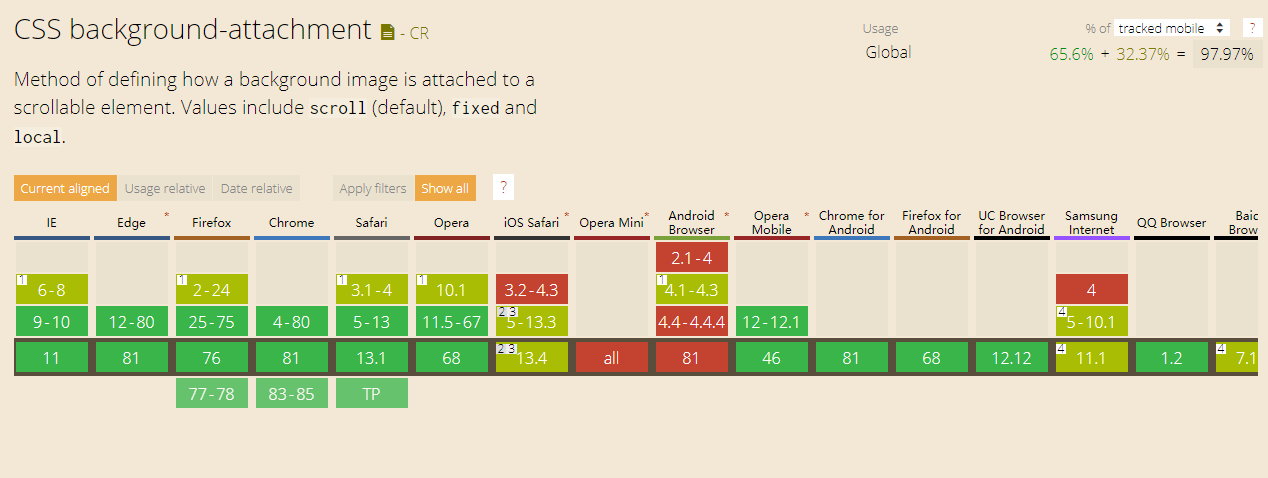 CSS background-attachment - CR
Usage % of tracked mobile ?
Global 65.6% + 32.37% = 97.97%
Method of defining how a background image is attached to a
scrollable element. Values include scroll (default), fixed and
local.
Current aligned Usage relative Date relative Apply filters Show all ?
IE Edge * Firefox Chrome Safari Opera iOS Safari * Opera Mini * Android Browser * Opera Mobile * Chrome for Android Firefox for Android UC Browser for Android Samsung Internet QQ Browser Baid Brow
2.1-4
1 6-8 1 2-24 1 3.1-4 1 10.1 3.2-4.3 1 4.1-4.3 4
9-10 12-80 25-75 4-80 5-13 11.5-67 2 3 5-13.3 4.4-4.4.4 12-12.1 4 5-10.1
11 81 76 81 13.1 68 2 3 13.4 all 81 46 81 68 12.12 4 11.1 1.2 4 7.1
77-78 83-85 TP